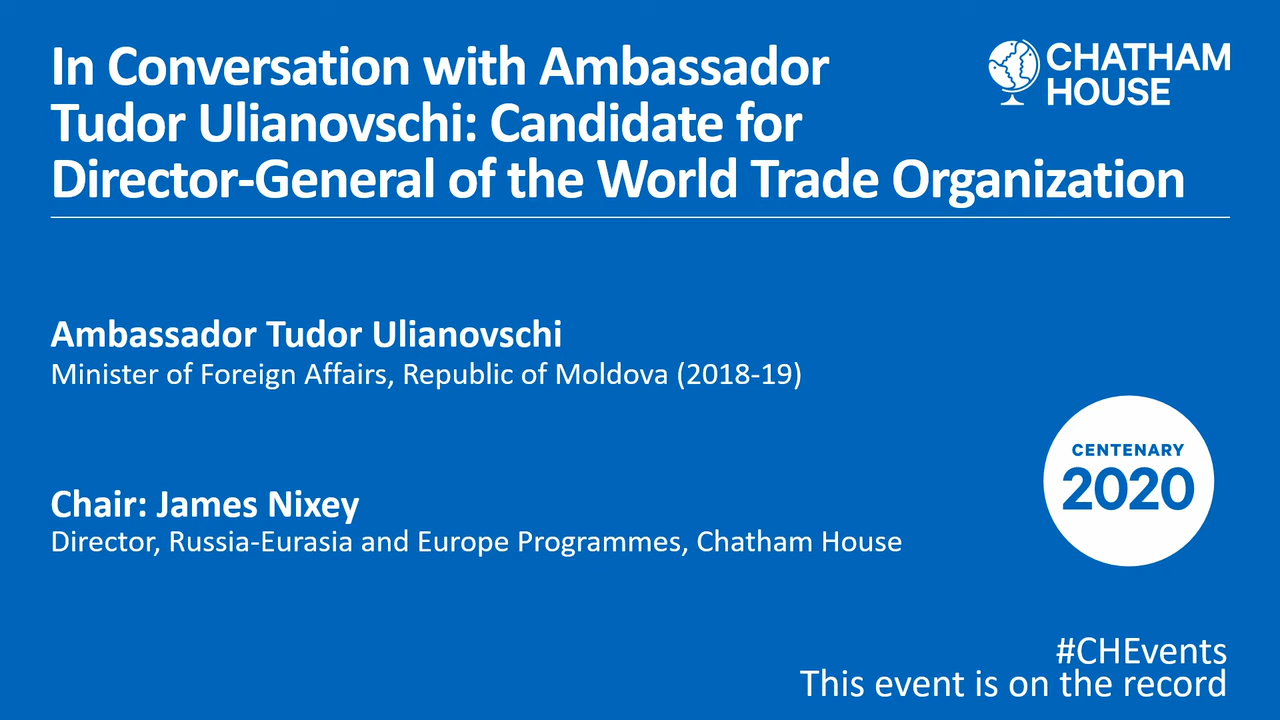 In Conversation with Ambassador
Tudor Ulianovschi: Candidate for
Director-General of the World Trade Organization
CHATHAM
HOUSE
Ambassador Tudor Ulianovschi
Minister of Foreign Affairs, Republic of Moldova (2018-19)
CENTENARY
2020
Chair: James Nixey
Director, Russia-Eurasia and Europe Programmes, Chatham House
#CHEvents
This event is on the record